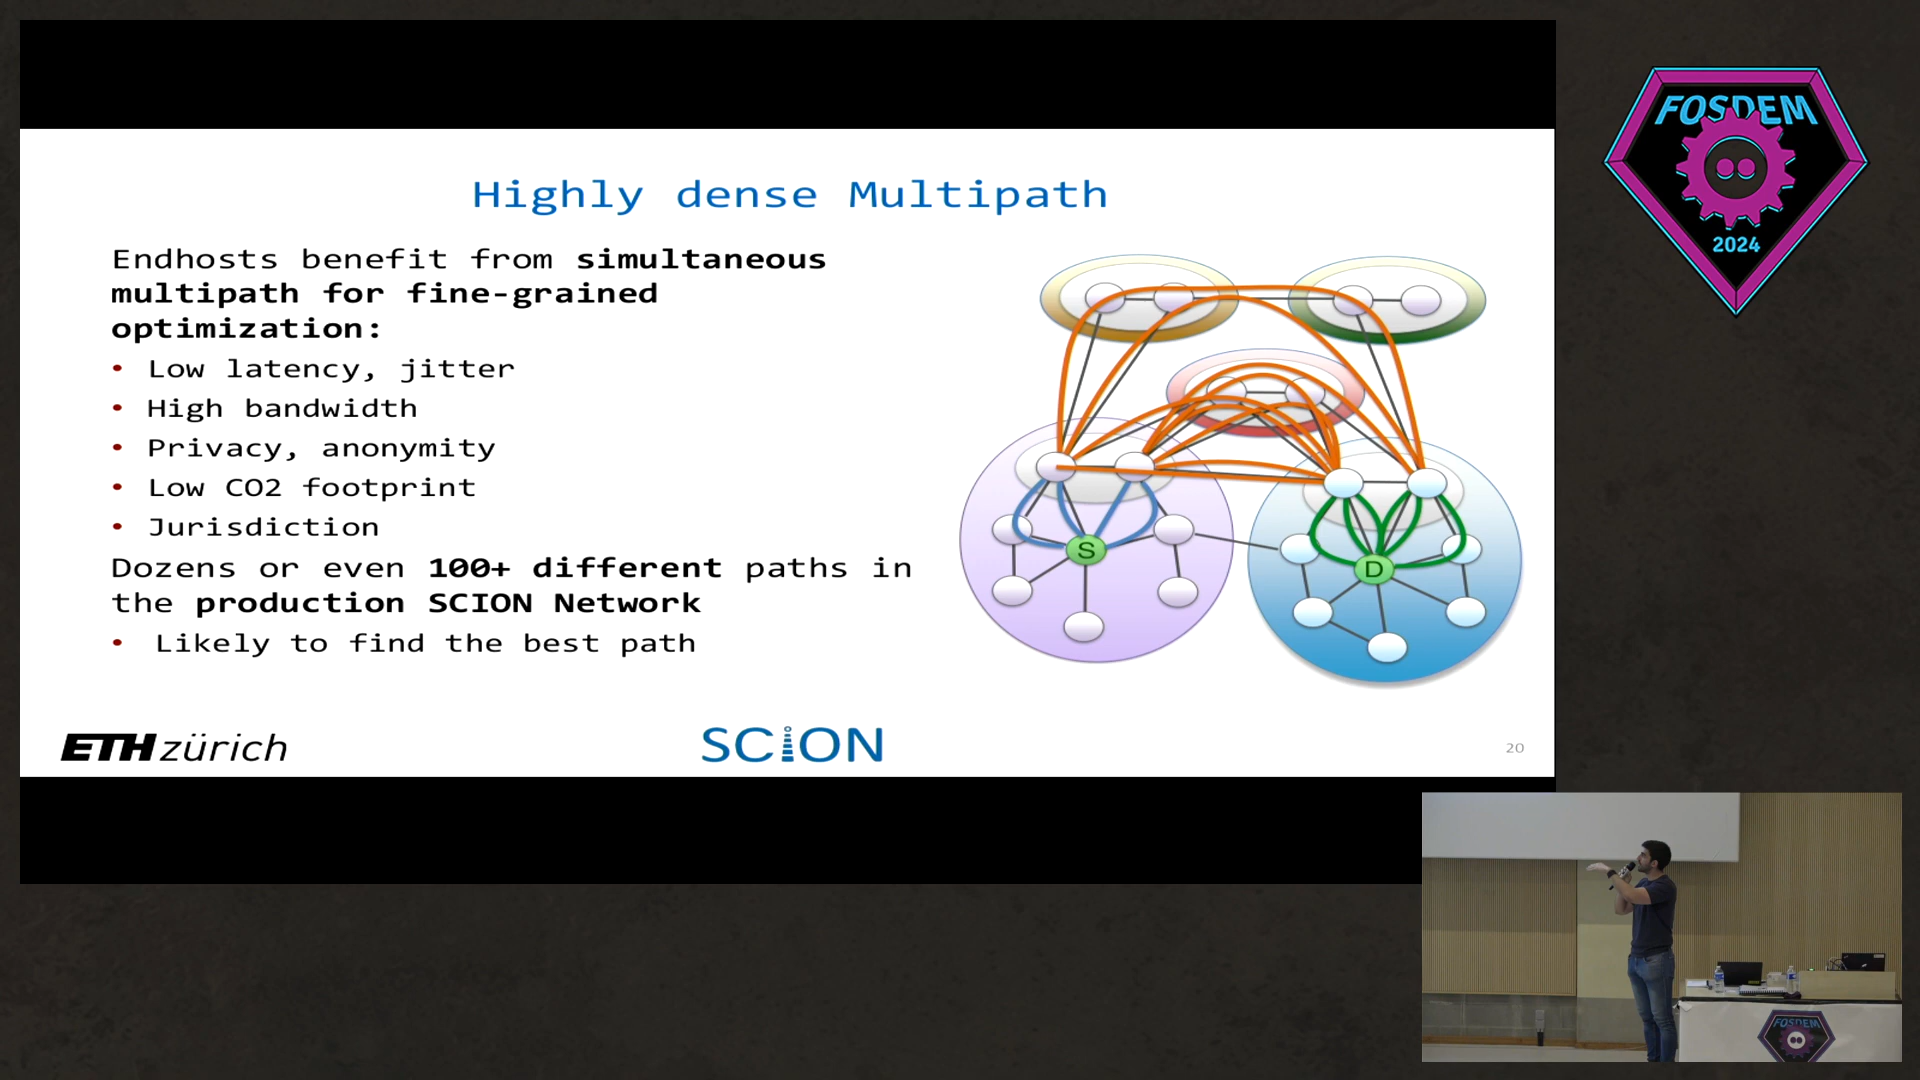 Highly dense Multipath
Endhosts benefit from simultaneous
multipath for fine-grained
optimization:
• Low latency, jitter
• High bandwidth
• Privacy, anonymity
• Low CO2 footprint
• Jurisdiction
Dozens or even 100+ different paths in
the production SCION Network
• Likely to find the best path
S
D
ETH zürich
SCION
20
FOSDEM
2024
FOSDEM